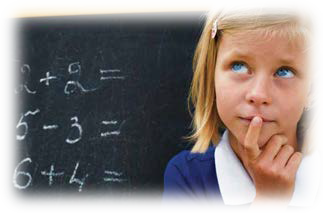 2+2=
5-3=
6+4=